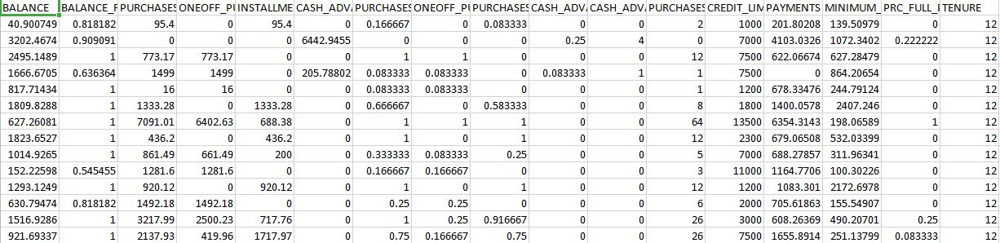 BALANCE BALANCE_F PURCHASES ONEOFF_PU INSTALLME CASH_ADV PURCHASES ONEOFF_PU PURCHASES CASH_ADV CASH_ADV PURCHASES CREDIT_LIM PAYMENTS MINIMUM_ PRC_FULL_ TENURE
40.900749 0.818182 95.4 0 95.4 0 0.166667 0 0.083333 0 0 2 1000 201.80208 139.50979 0 12
3202.4674 0.909091 0 0 0 6442.9455 0 0 0 0.25 4 0 7000 4103.0326 1072.3402 0.222222 12
2495.1489 1 773.17 773.17 0 0 1 1 0 0 0 12 7500 622.06674 627.28479 0 12
1666.6705 0.636364 1499 1499 0 205.78802 0.083333 0.083333 0 0.083333 1 1 7500 0 864.20654 0 12
817.71434 1 16 16 0 0 0.083333 0.083333 0 0 0 1 1200 678.33476 244.79124 0 12
1809.8288 1 1333.28 0 1333.28 0 0.666667 0 0.583333 0 0 8 1800 1400.0578 2407.246 0 12
627.26081 1 7091.01 6402.63 688.38 0 1 1 1 0 0 64 13500 6354.3143 198.06589 1 12
1823.6527 1 436.2 0 436.2 0 1 0 1 0 0 12 2300 679.06508 532.03399 0 12
1014.9265 1 861.49 661.49 200 0 0.333333 0.083333 0.25 0 0 5 7000 688.27857 311.96341 0 12
152.22598 0.545455 1281.6 1281.6 0 0 0.166667 0.166667 0 0 0 3 11000 1164.7706 100.30226 0 12
1293.1249 1 920.12 0 920.12 0 1 0 1 0 0 12 1200 1083.301 2172.6978 0 12
630.79474 0.818182 1492.18 1492.18 0 0 0.25 0.25 0 0 0 6 2000 705.61863 155.54907 0 12
1516.9286 1 3217.99 2500.23 717.76 0 1 0.25 0.916667 0 0 26 3000 608.26369 490.20701 0.25 12
921.69337 1 2137.93 419.96 1717.97 0 0.75 0.166667 0.75 0 0 26 7500 1655.8914 251.13799 0.083333 12